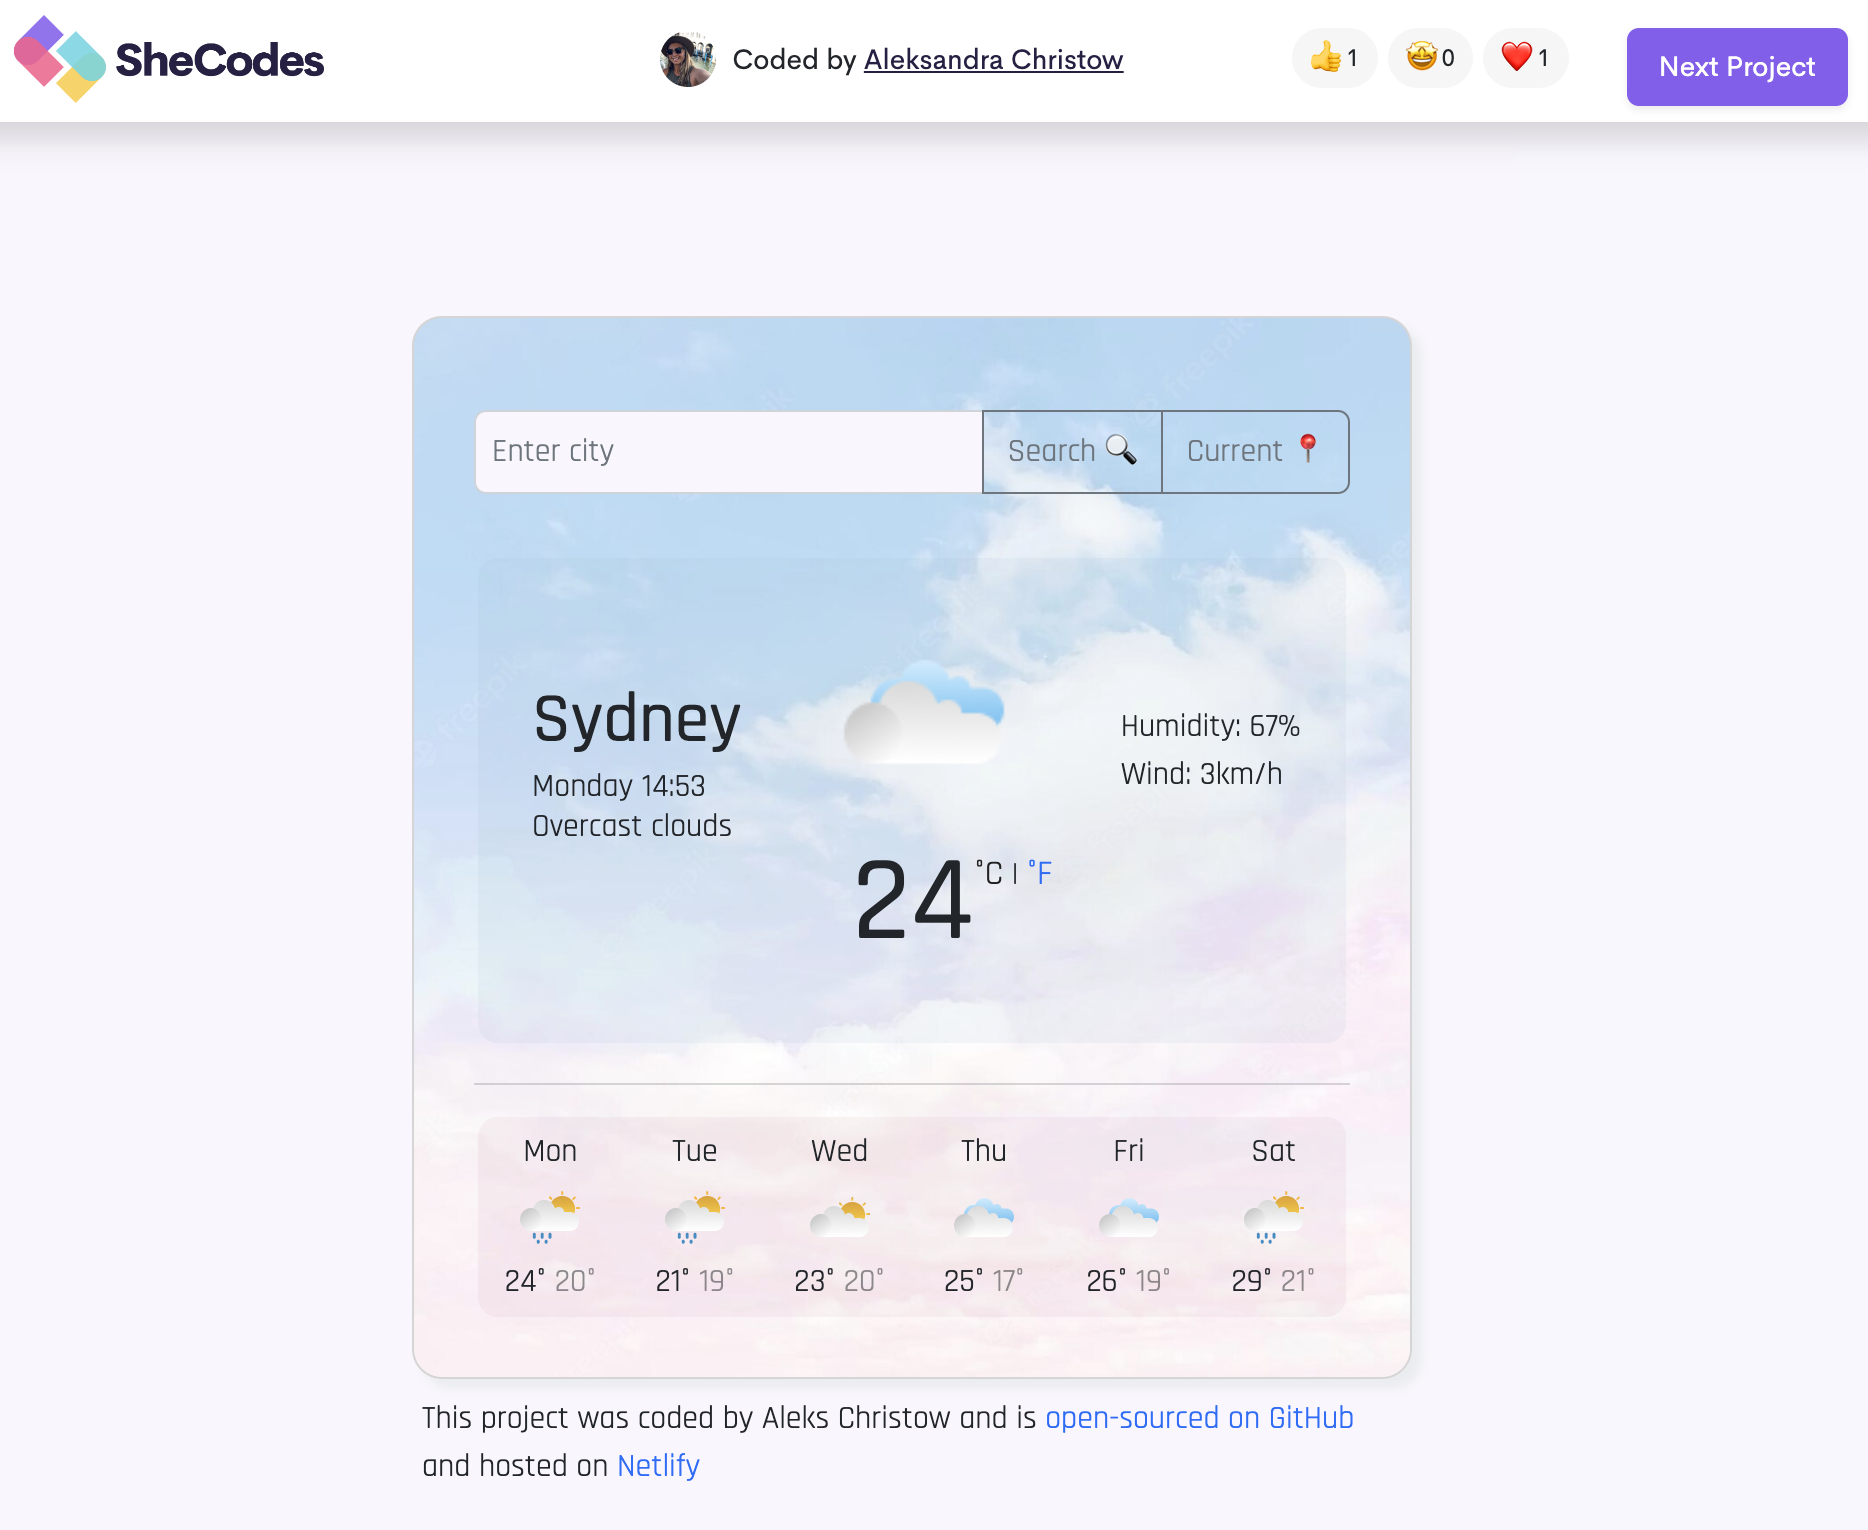 SheCodes
Coded by Aleksandra Christow
👍 1
🤩 0
❤️ 1
Next Project
Enter city
Search 🔍
Current 📍
Sydney
Monday 14:53
Overcast clouds
24 °C | °F
Humidity: 67%
Wind: 3km/h
Mon Tue Wed Thu Fri Sat
24° 20° 21° 19° 23° 20° 25° 17° 26° 19° 29° 21°
This project was coded by Aleks Christow and is open-sourced on GitHub
and hosted on Netlify